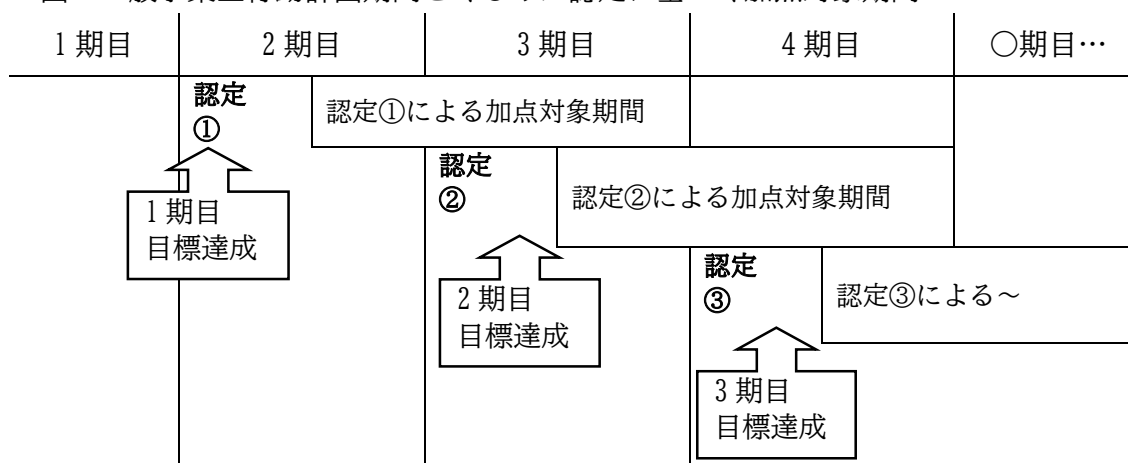 1期目 2期目 3期目 4期目 ○期目…
認定
①
認定①による加点対象期間
1期目
目標達成
認定
②
認定②による加点対象期間
2期目
目標達成
認定
③
認定③による～
3期目
目標達成